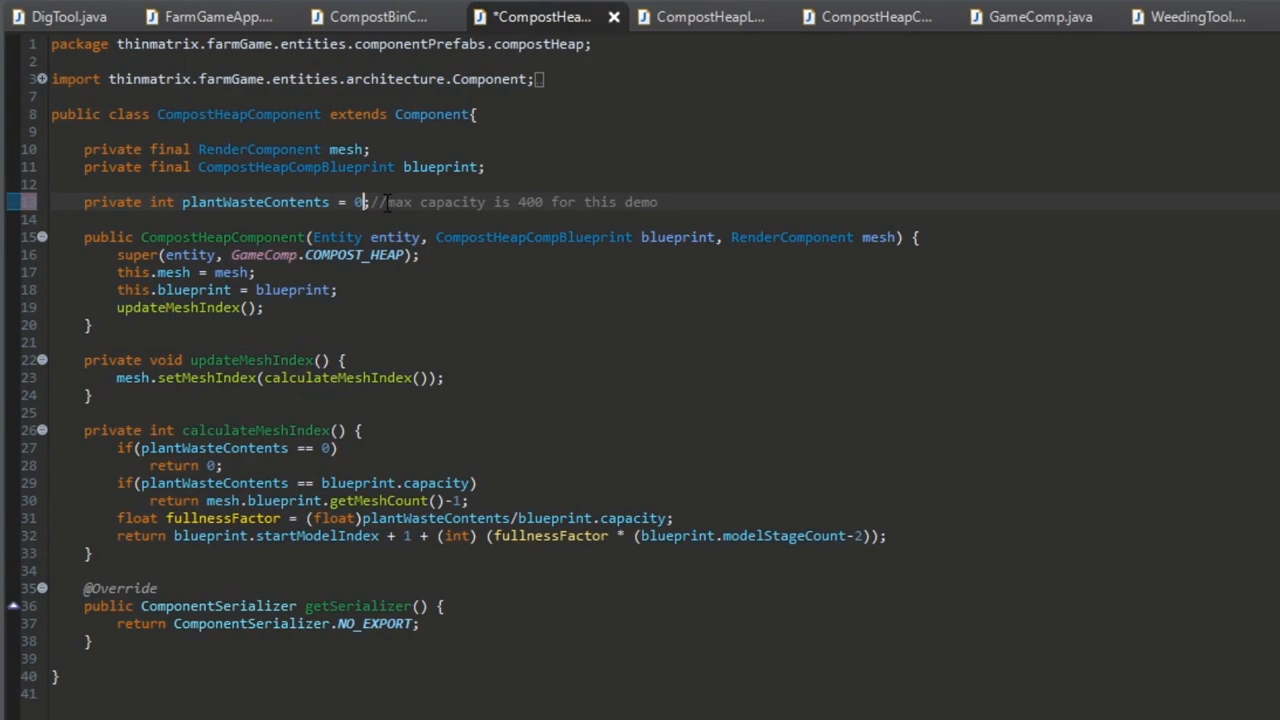 DigTool.java FarmGameApp.... CompostBinC... *CompostHea... CompostHeapL... CompostHeapC... GameComp.java WeedingTool....
1 package thinmatrix.farmGame.entities.componentPrefabs.compostHeap;
2
3 import thinmatrix.farmGame.entities.architecture.Component;
7
8 public class CompostHeapComponent extends Component{
9
10 private final RenderComponent mesh;
11 private final CompostHeapCompBlueprint blueprint;
12
13 private int plantWasteContents = 0;//max capacity is 400 for this demo
14
15 public CompostHeapComponent(Entity entity, CompostHeapCompBlueprint blueprint, RenderComponent mesh) {
16 super(entity, GameComp.COMPOST_HEAP);
17 this.mesh = mesh;
18 this.blueprint = blueprint;
19 updateMeshIndex();
20 }
21
22 private void updateMeshIndex() {
23 mesh.setMeshIndex(calculateMeshIndex());
24 }
25
26 private int calculateMeshIndex() {
27 if(plantWasteContents == 0)
28 return 0;
29 if(plantWasteContents == blueprint.capacity)
30 return mesh.blueprint.getMeshCount()-1;
31 float fullnessFactor = (float)plantWasteContents/blueprint.capacity;
32 return blueprint.startModelIndex + 1 + (int) (fullnessFactor * (blueprint.modelStageCount-2));
33 }
34
35 @Override
36 public ComponentSerializer getSerializer() {
37 return ComponentSerializer.NO_EXPORT;
38 }
39
40 }
41